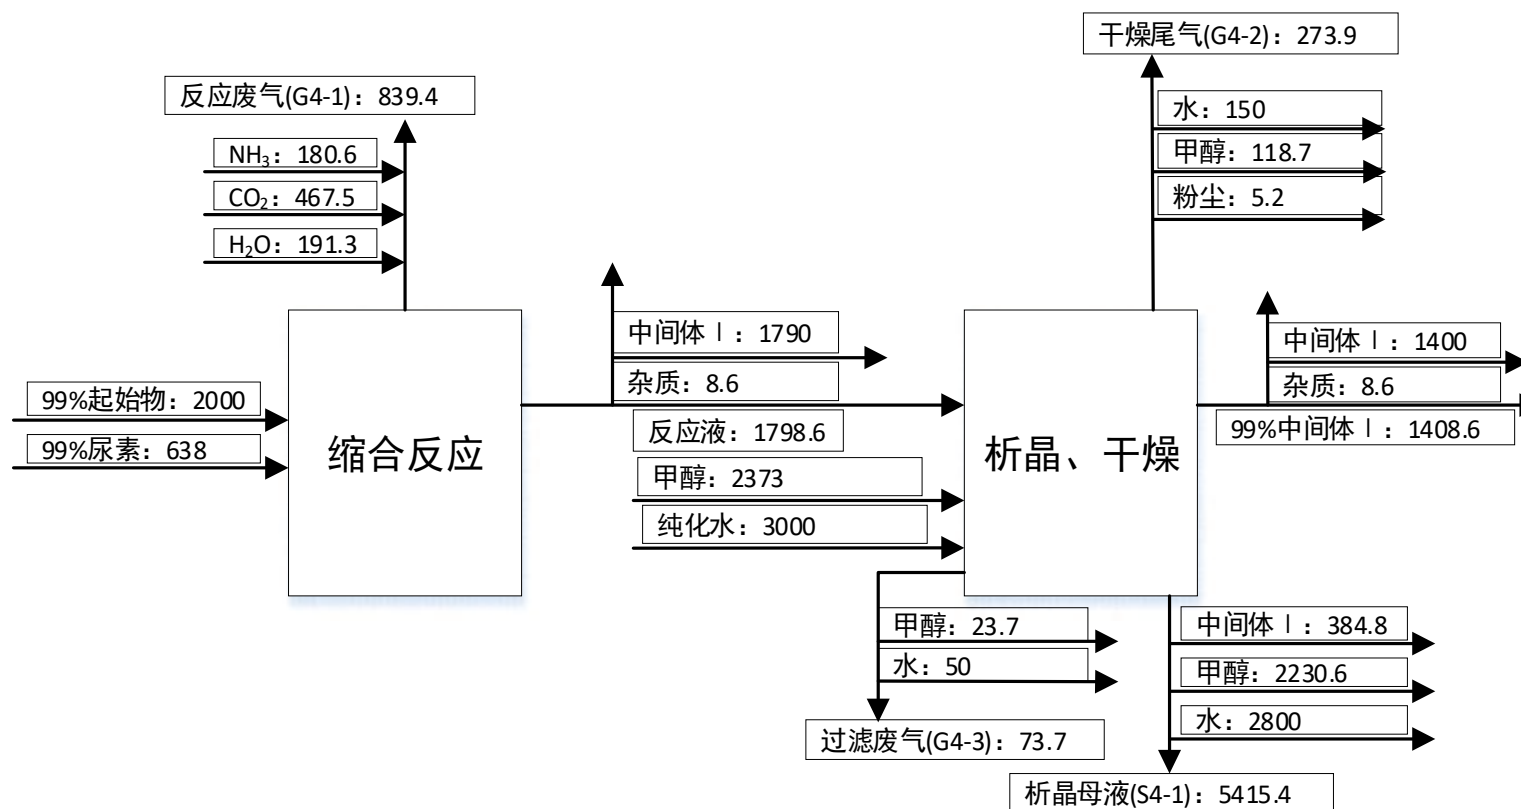 干燥尾气(G4-2)：273.9
水：150
甲醇：118.7
粉尘：5.2
反应废气(G4-1)：839.4
NH₃：180.6
CO₂：467.5
H₂O：191.3
99%起始物：2000
99%尿素：638
缩合反应
中间体Ⅰ：1790
杂质：8.6
反应液：1798.6
甲醇：2373
纯化水：3000
析晶、干燥
中间体Ⅰ：1400
杂质：8.6
99%中间体Ⅰ：1408.6
甲醇：23.7
水：50
过滤废气(G4-3)：73.7
中间体Ⅰ：384.8
甲醇：2230.6
水：2800
析晶母液(S4-1)：5415.4